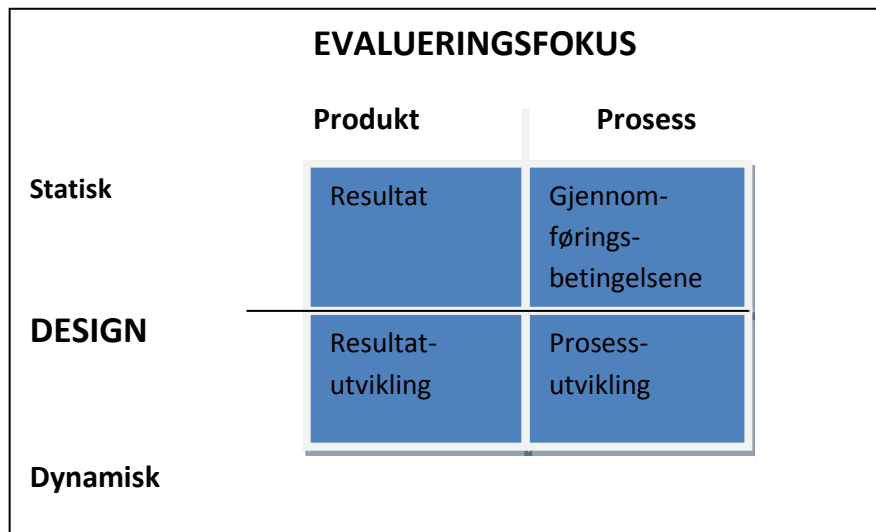 EVALUERINGSFOKUS
Produkt Prosess
Statisk
Resultat
Gjennom-
førings-
betingelsene
DESIGN
Resultat-
utvikling
Prosess-
utvikling
Dynamisk